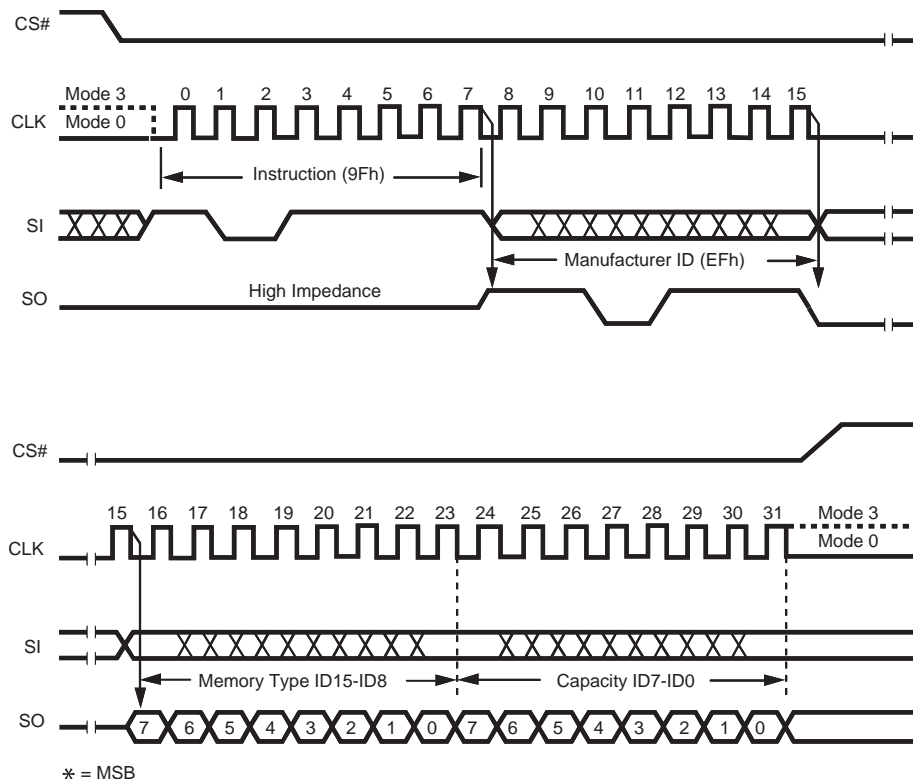 CS#
Mode 3
0 1 2 3 4 5 6 7 8 9 10 11 12 13 14 15
CLK
Mode 0
Instruction (9Fh)
SI
Manufacturer ID (EFh)
High Impedance
SO
CS#
15 16 17 18 19 20 21 22 23 24 25 26 27 28 29 30 31
Mode 3
CLK
Mode 0
SI
Memory Type ID15-ID8
Capacity ID7-ID0
SO
7 6 5 4 3 2 1 0 7 6 5 4 3 2 1 0
* = MSB